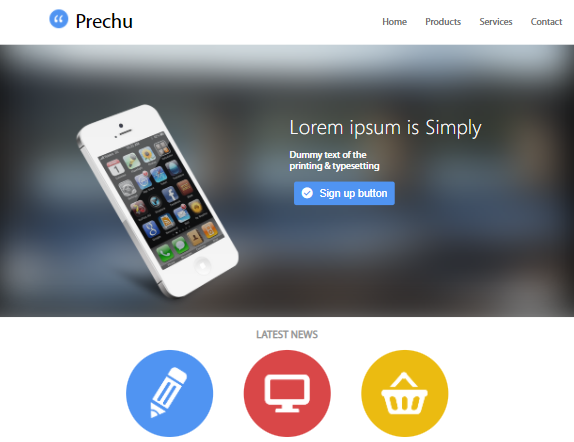 Prechu
Home Products Services Contact
Lorem ipsum is Simply
Dummy text of the
printing & typesetting
Sign up button
LATEST NEWS